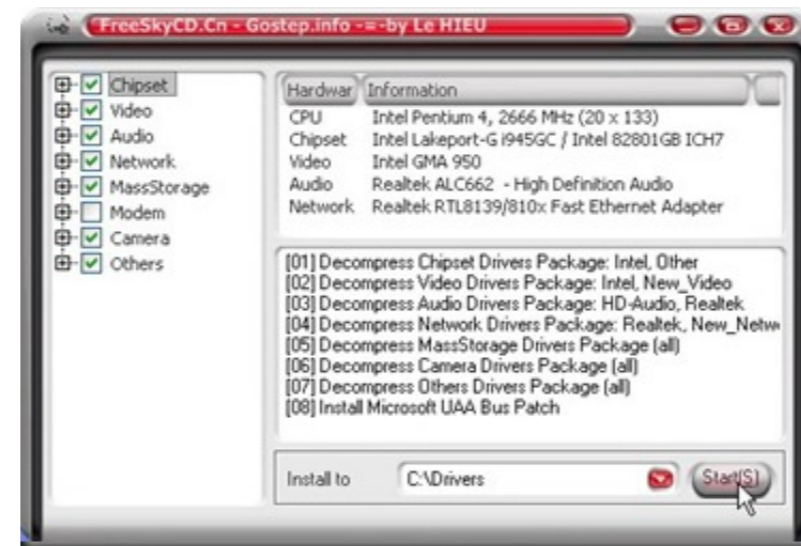 FreeSkyCD.Cn - Gostep.info -=-by Le HIEU
Chipset
Video
Audio
Network
MassStorage
Modem
Camera
Others
Hardwar Information
CPU Intel Pentium 4, 2666 MHz (20 x 133)
Chipset Intel Lakeport-G i945GC / Intel 82801GB ICH7
Video Intel GMA 950
Audio Realtek ALC662 - High Definition Audio
Network Realtek RTL8139/810x Fast Ethernet Adapter
[01] Decompress Chipset Drivers Package: Intel, Other
[02] Decompress Video Drivers Package: Intel, New_Video
[03] Decompress Audio Drivers Package: HD-Audio, Realtek
[04] Decompress Network Drivers Package: Realtek, New_Netw
[05] Decompress MassStorage Drivers Package (all)
[06] Decompress Camera Drivers Package (all)
[07] Decompress Others Drivers Package (all)
[08] Install Microsoft UAA Bus Patch
Install to C:\Drivers Start(S)